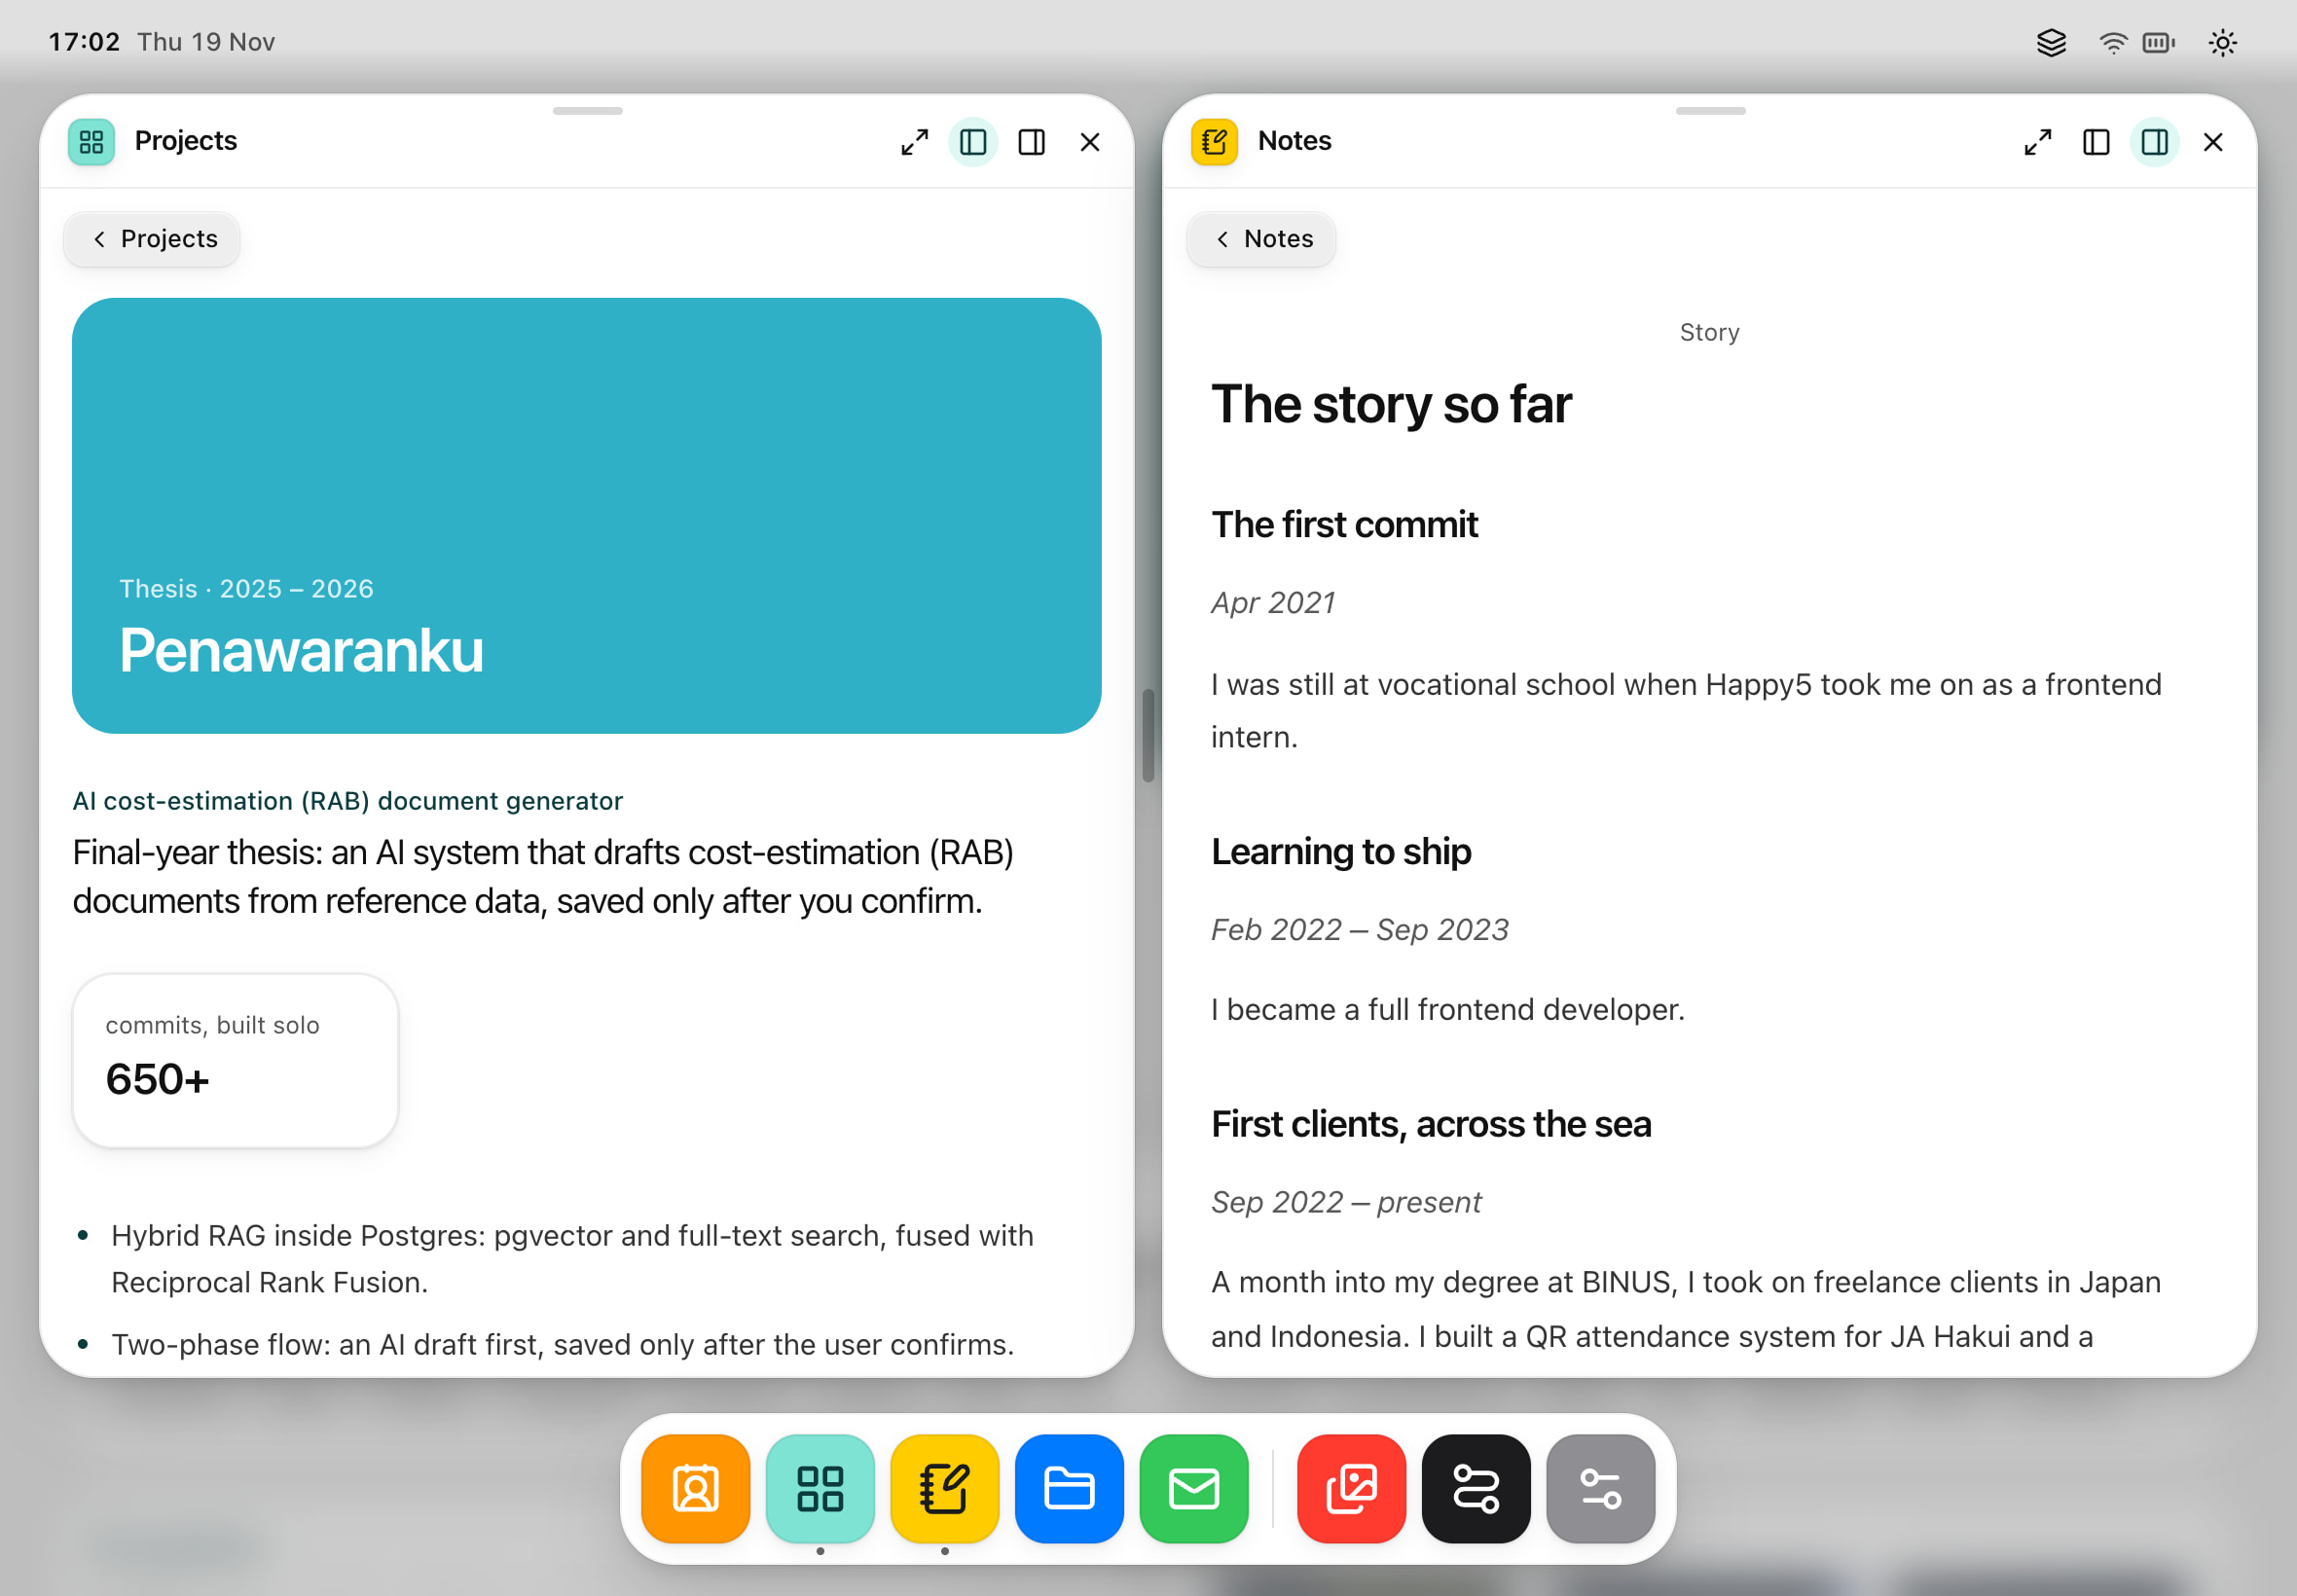 17:02 Thu 19 Nov
Projects
Projects
Thesis · 2025 – 2026
Penawaranku
AI cost-estimation (RAB) document generator
Final-year thesis: an AI system that drafts cost-estimation (RAB)
documents from reference data, saved only after you confirm.
commits, built solo
650+
Hybrid RAG inside Postgres: pgvector and full-text search, fused with
Reciprocal Rank Fusion.
Two-phase flow: an AI draft first, saved only after the user confirms.
Notes
Notes
Story
The story so far
The first commit
Apr 2021
I was still at vocational school when Happy5 took me on as a frontend
intern.
Learning to ship
Feb 2022 – Sep 2023
I became a full frontend developer.
First clients, across the sea
Sep 2022 – present
A month into my degree at BINUS, I took on freelance clients in Japan
and Indonesia. I built a QR attendance system for JA Hakui and a